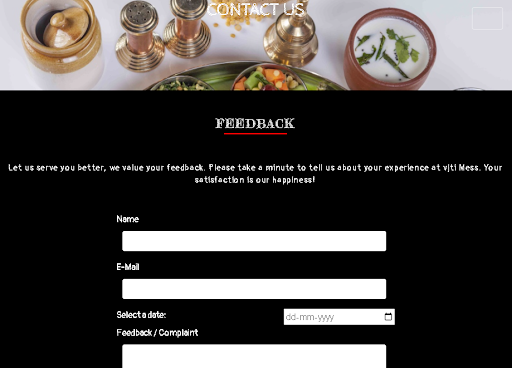 CONTACT US
FEEDBACK
Let us serve you better, we value your feedback. Please take a minute to tell us about your experience at vjti Mess. Your
satisfaction is our happiness!
Name
E-Mail
Select a date:
dd-mm-yyyy
Feedback / Complaint